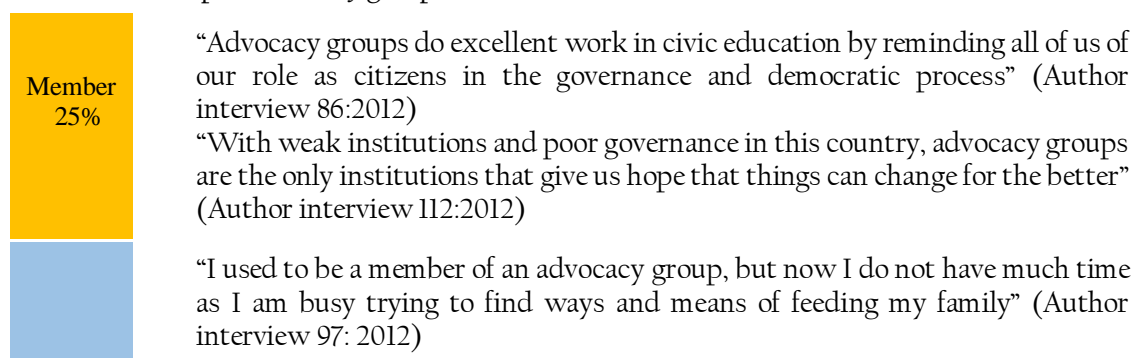 Member
25%
“Advocacy groups do excellent work in civic education by reminding all of us of
our role as citizens in the governance and democratic process” (Author
interview 86:2012)
“With weak institutions and poor governance in this country, advocacy groups
are the only institutions that give us hope that things can change for the better”
(Author interview 112:2012)
“I used to be a member of an advocacy group, but now I do not have much time
as I am busy trying to find ways and means of feeding my family” (Author
interview 97: 2012)